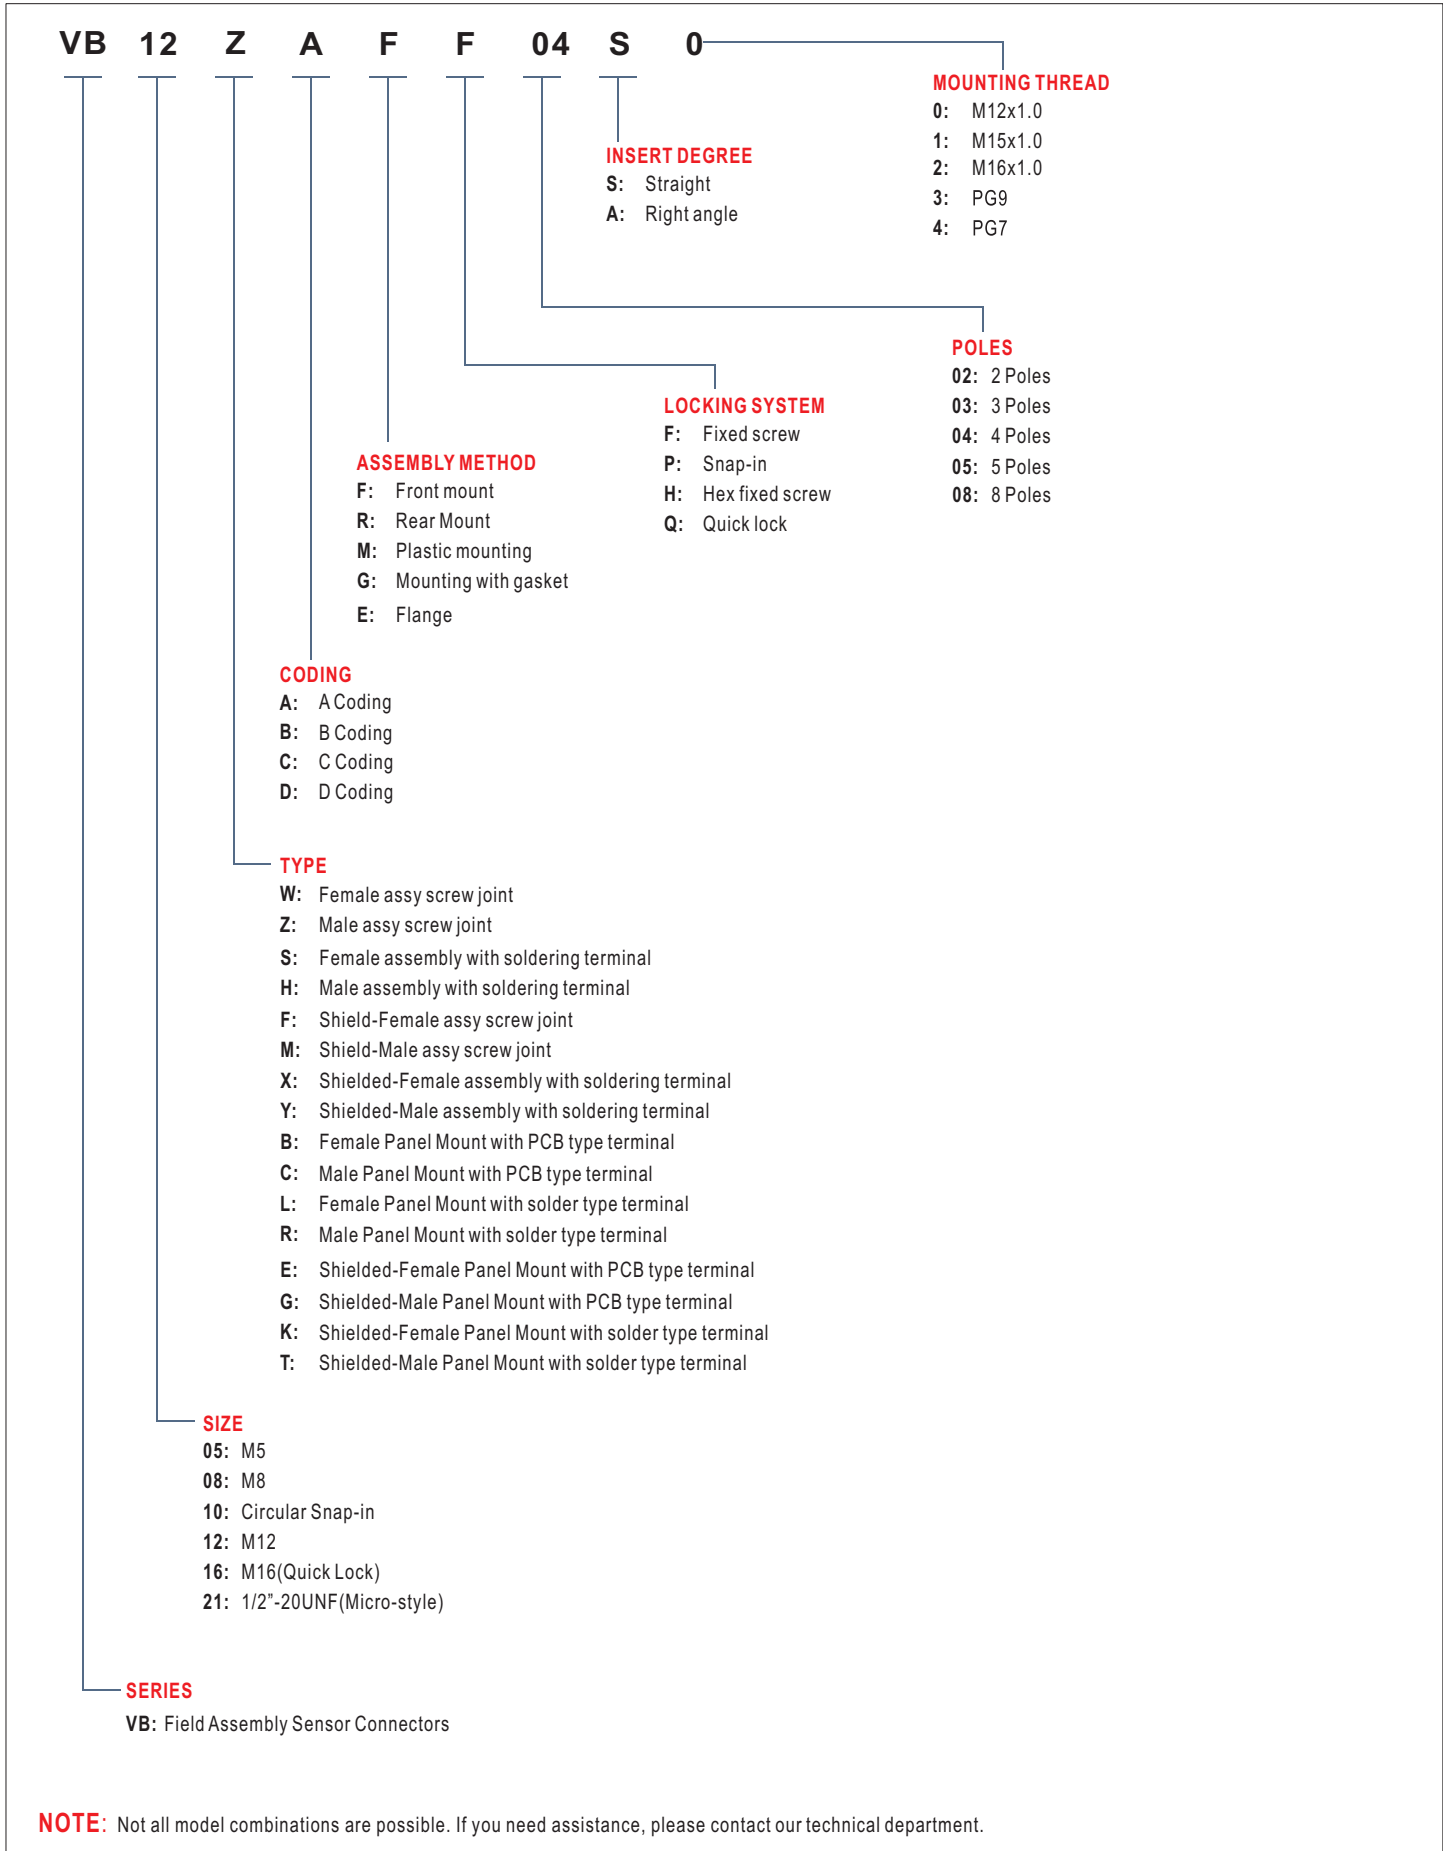 VB 12 Z A F F 04 S 0
MOUNTING THREAD
0: M12x1.0
1: M15x1.0
2: M16x1.0
3: PG9
4: PG7
INSERT DEGREE
S: Straight
A: Right angle
POLES
02: 2 Poles
03: 3 Poles
04: 4 Poles
05: 5 Poles
08: 8 Poles
LOCKING SYSTEM
F: Fixed screw
P: Snap-in
H: Hex fixed screw
Q: Quick lock
ASSEMBLY METHOD
F: Front mount
R: Rear Mount
M: Plastic mounting
G: Mounting with gasket
E: Flange
CODING
A: A Coding
B: B Coding
C: C Coding
D: D Coding
TYPE
W: Female assy screw joint
Z: Male assy screw joint
S: Female assembly with soldering terminal
H: Male assembly with soldering terminal
F: Shield-Female assy screw joint
M: Shield-Male assy screw joint
X: Shielded-Female assembly with soldering terminal
Y: Shielded-Male assembly with soldering terminal
B: Female Panel Mount with PCB type terminal
C: Male Panel Mount with PCB type terminal
L: Female Panel Mount with solder type terminal
R: Male Panel Mount with solder type terminal
E: Shielded-Female Panel Mount with PCB type terminal
G: Shielded-Male Panel Mount with PCB type terminal
K: Shielded-Female Panel Mount with solder type terminal
T: Shielded-Male Panel Mount with solder type terminal
SIZE
05: M5
08: M8
10: Circular Snap-in
12: M12
16: M16(Quick Lock)
21: 1/2”-20UNF(Micro-style)
SERIES
VB: Field Assembly Sensor Connectors
NOTE: Not all model combinations are possible. If you need assistance, please contact our technical department.